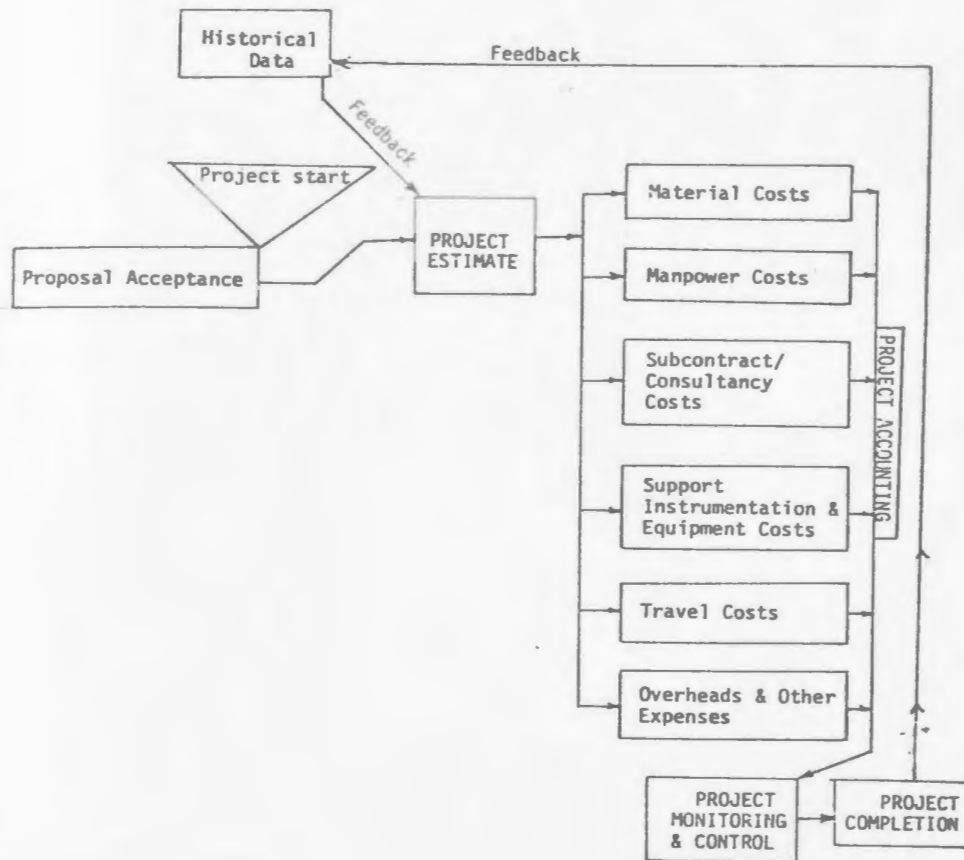 Historical
Data
Feedback
Feedback
Project start
Proposal Acceptance
PROJECT
ESTIMATE
Material Costs
Manpower Costs
Subcontract/
Consultancy
Costs
PROJECT ACCOUNTING
Support
Instrumentation &
Equipment Costs
Travel Costs
Overheads & Other
Expenses
PROJECT
MONITORING
& CONTROL
PROJECT
COMPLETION